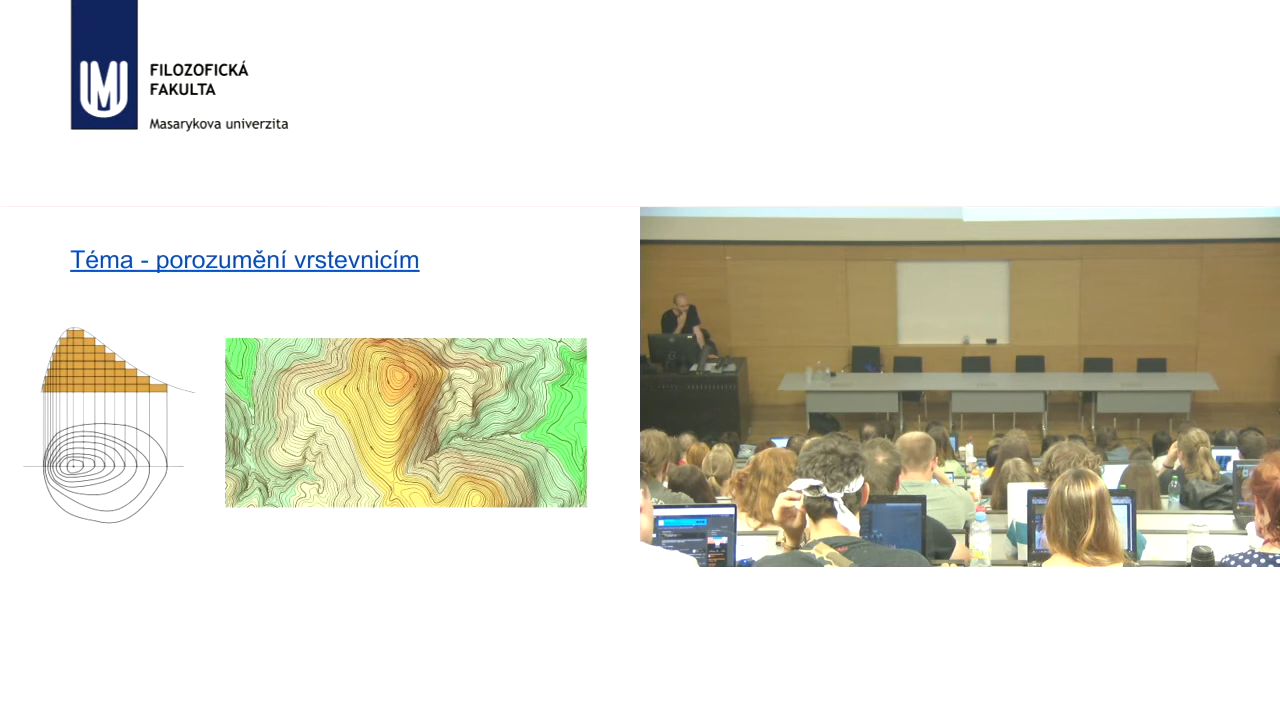 FILOZOFICKÁ
FAKULTA
Masarykova univerzita
Téma - porozumění vrstevnicím